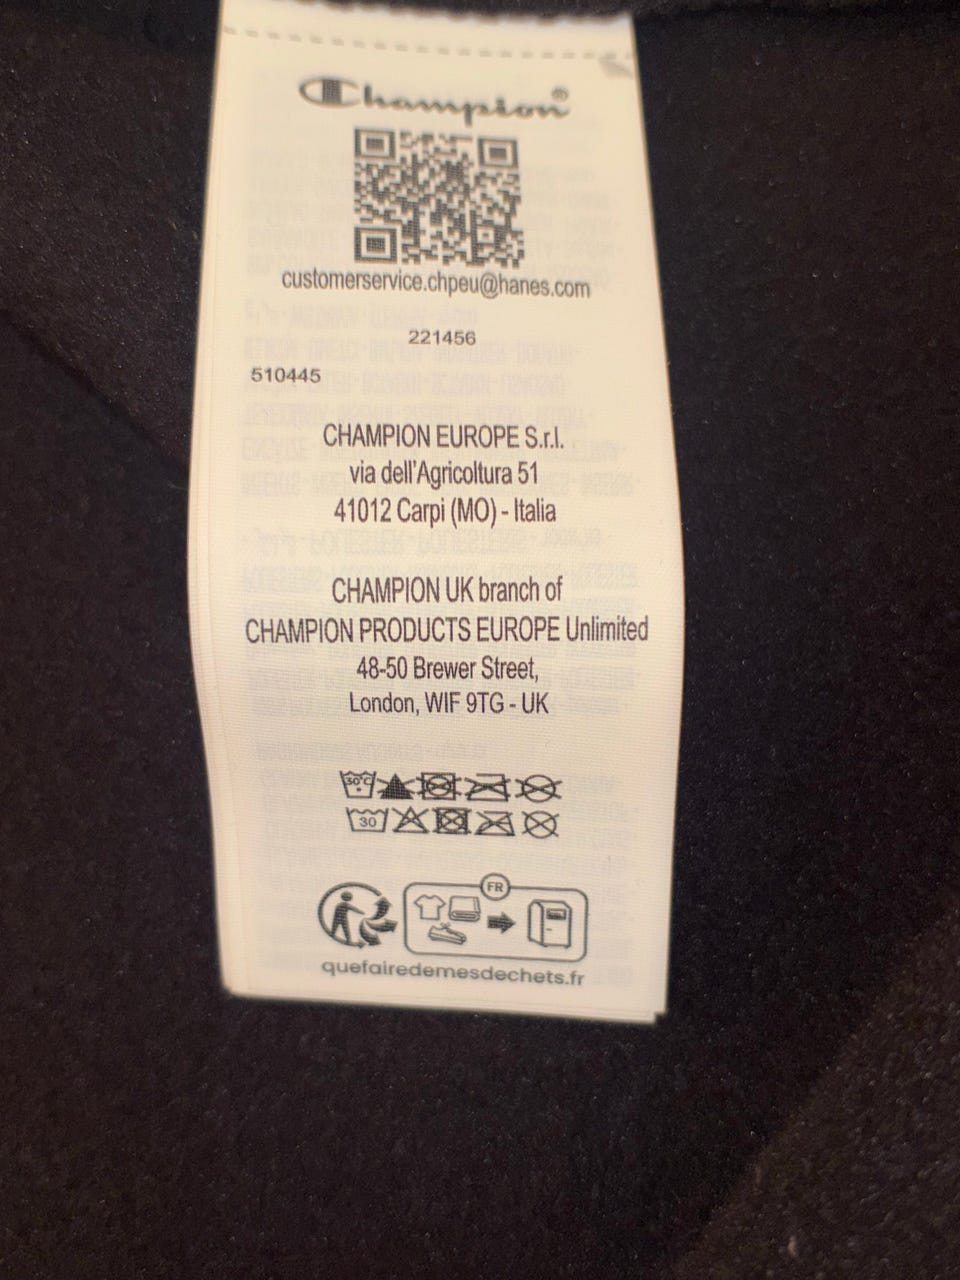 Champion®
customerservice.chpeu@hanes.com
221456
510445
CHAMPION EUROPE S.r.l.
via dell'Agricoltura 51
41012 Carpi (MO) - Italia
CHAMPION UK branch of
CHAMPION PRODUCTS EUROPE Unlimited
48-50 Brewer Street,
London, WIF 9TG - UK
30°C
30
FR
quefairedemesdechets.fr